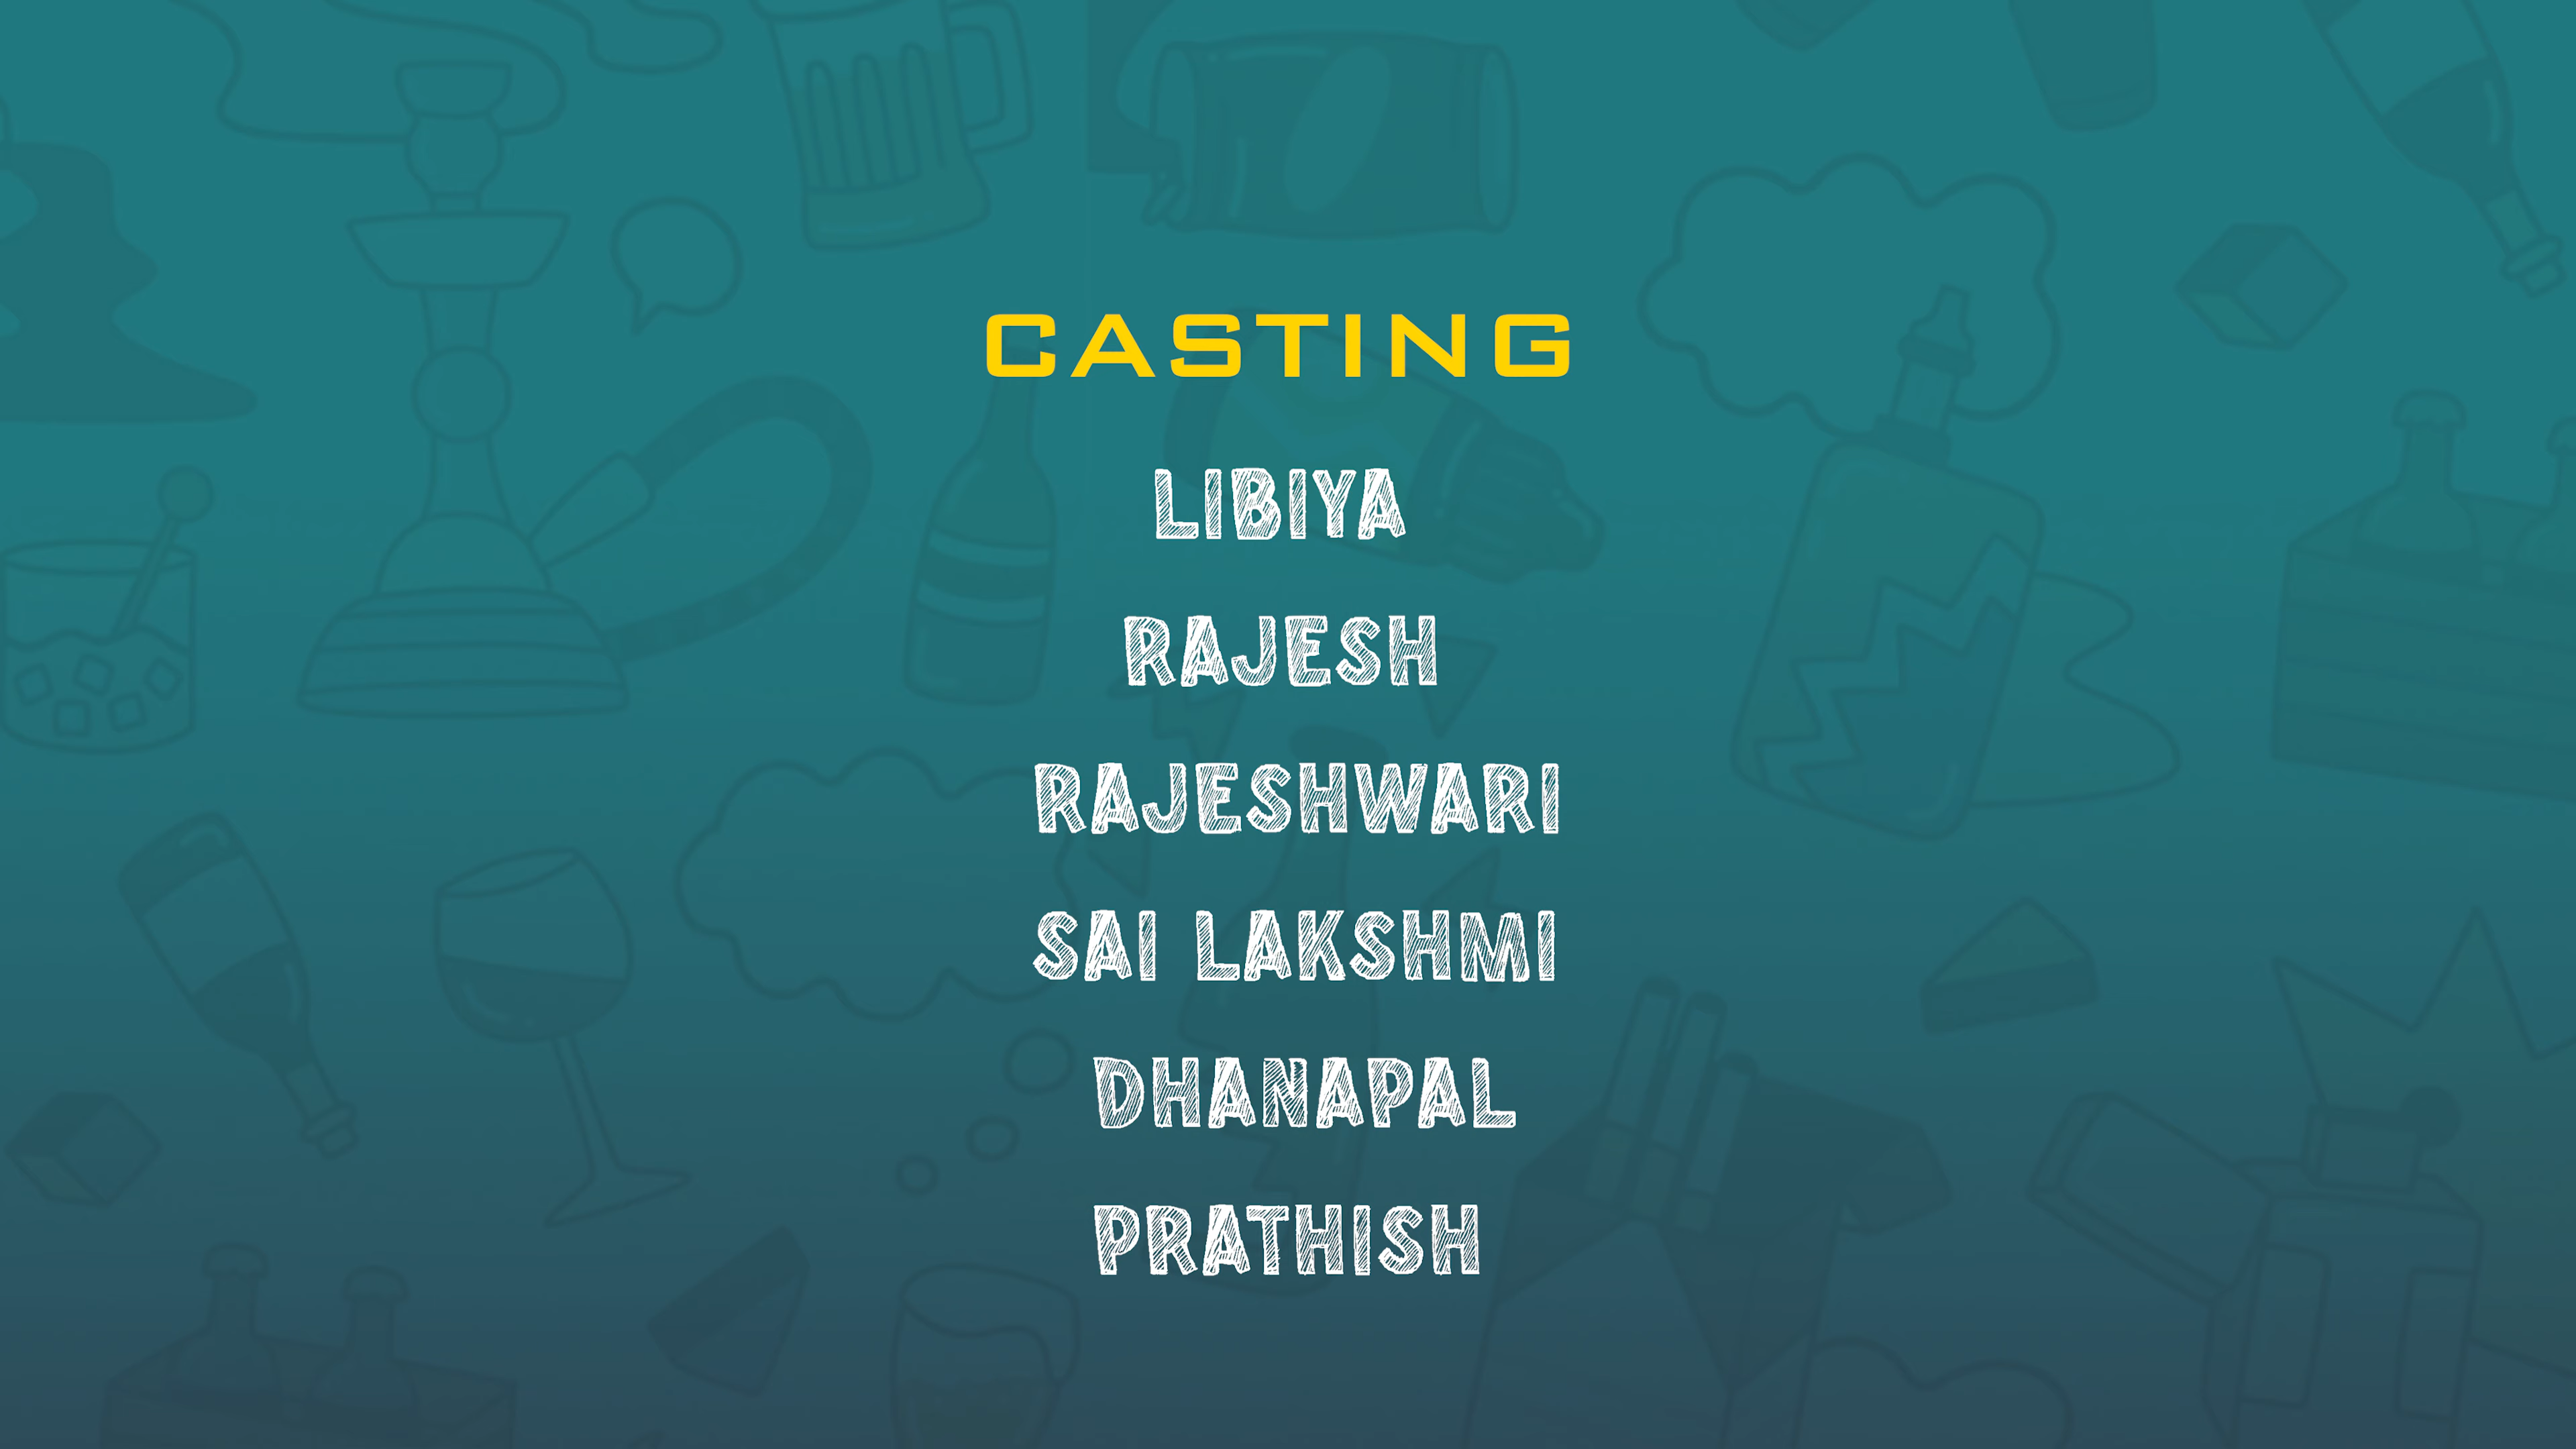 CASTING
LIBIYA
RAJESH
RAJESHWARI
SAI LAKSHMI
DHANAPAL
PRATHISH